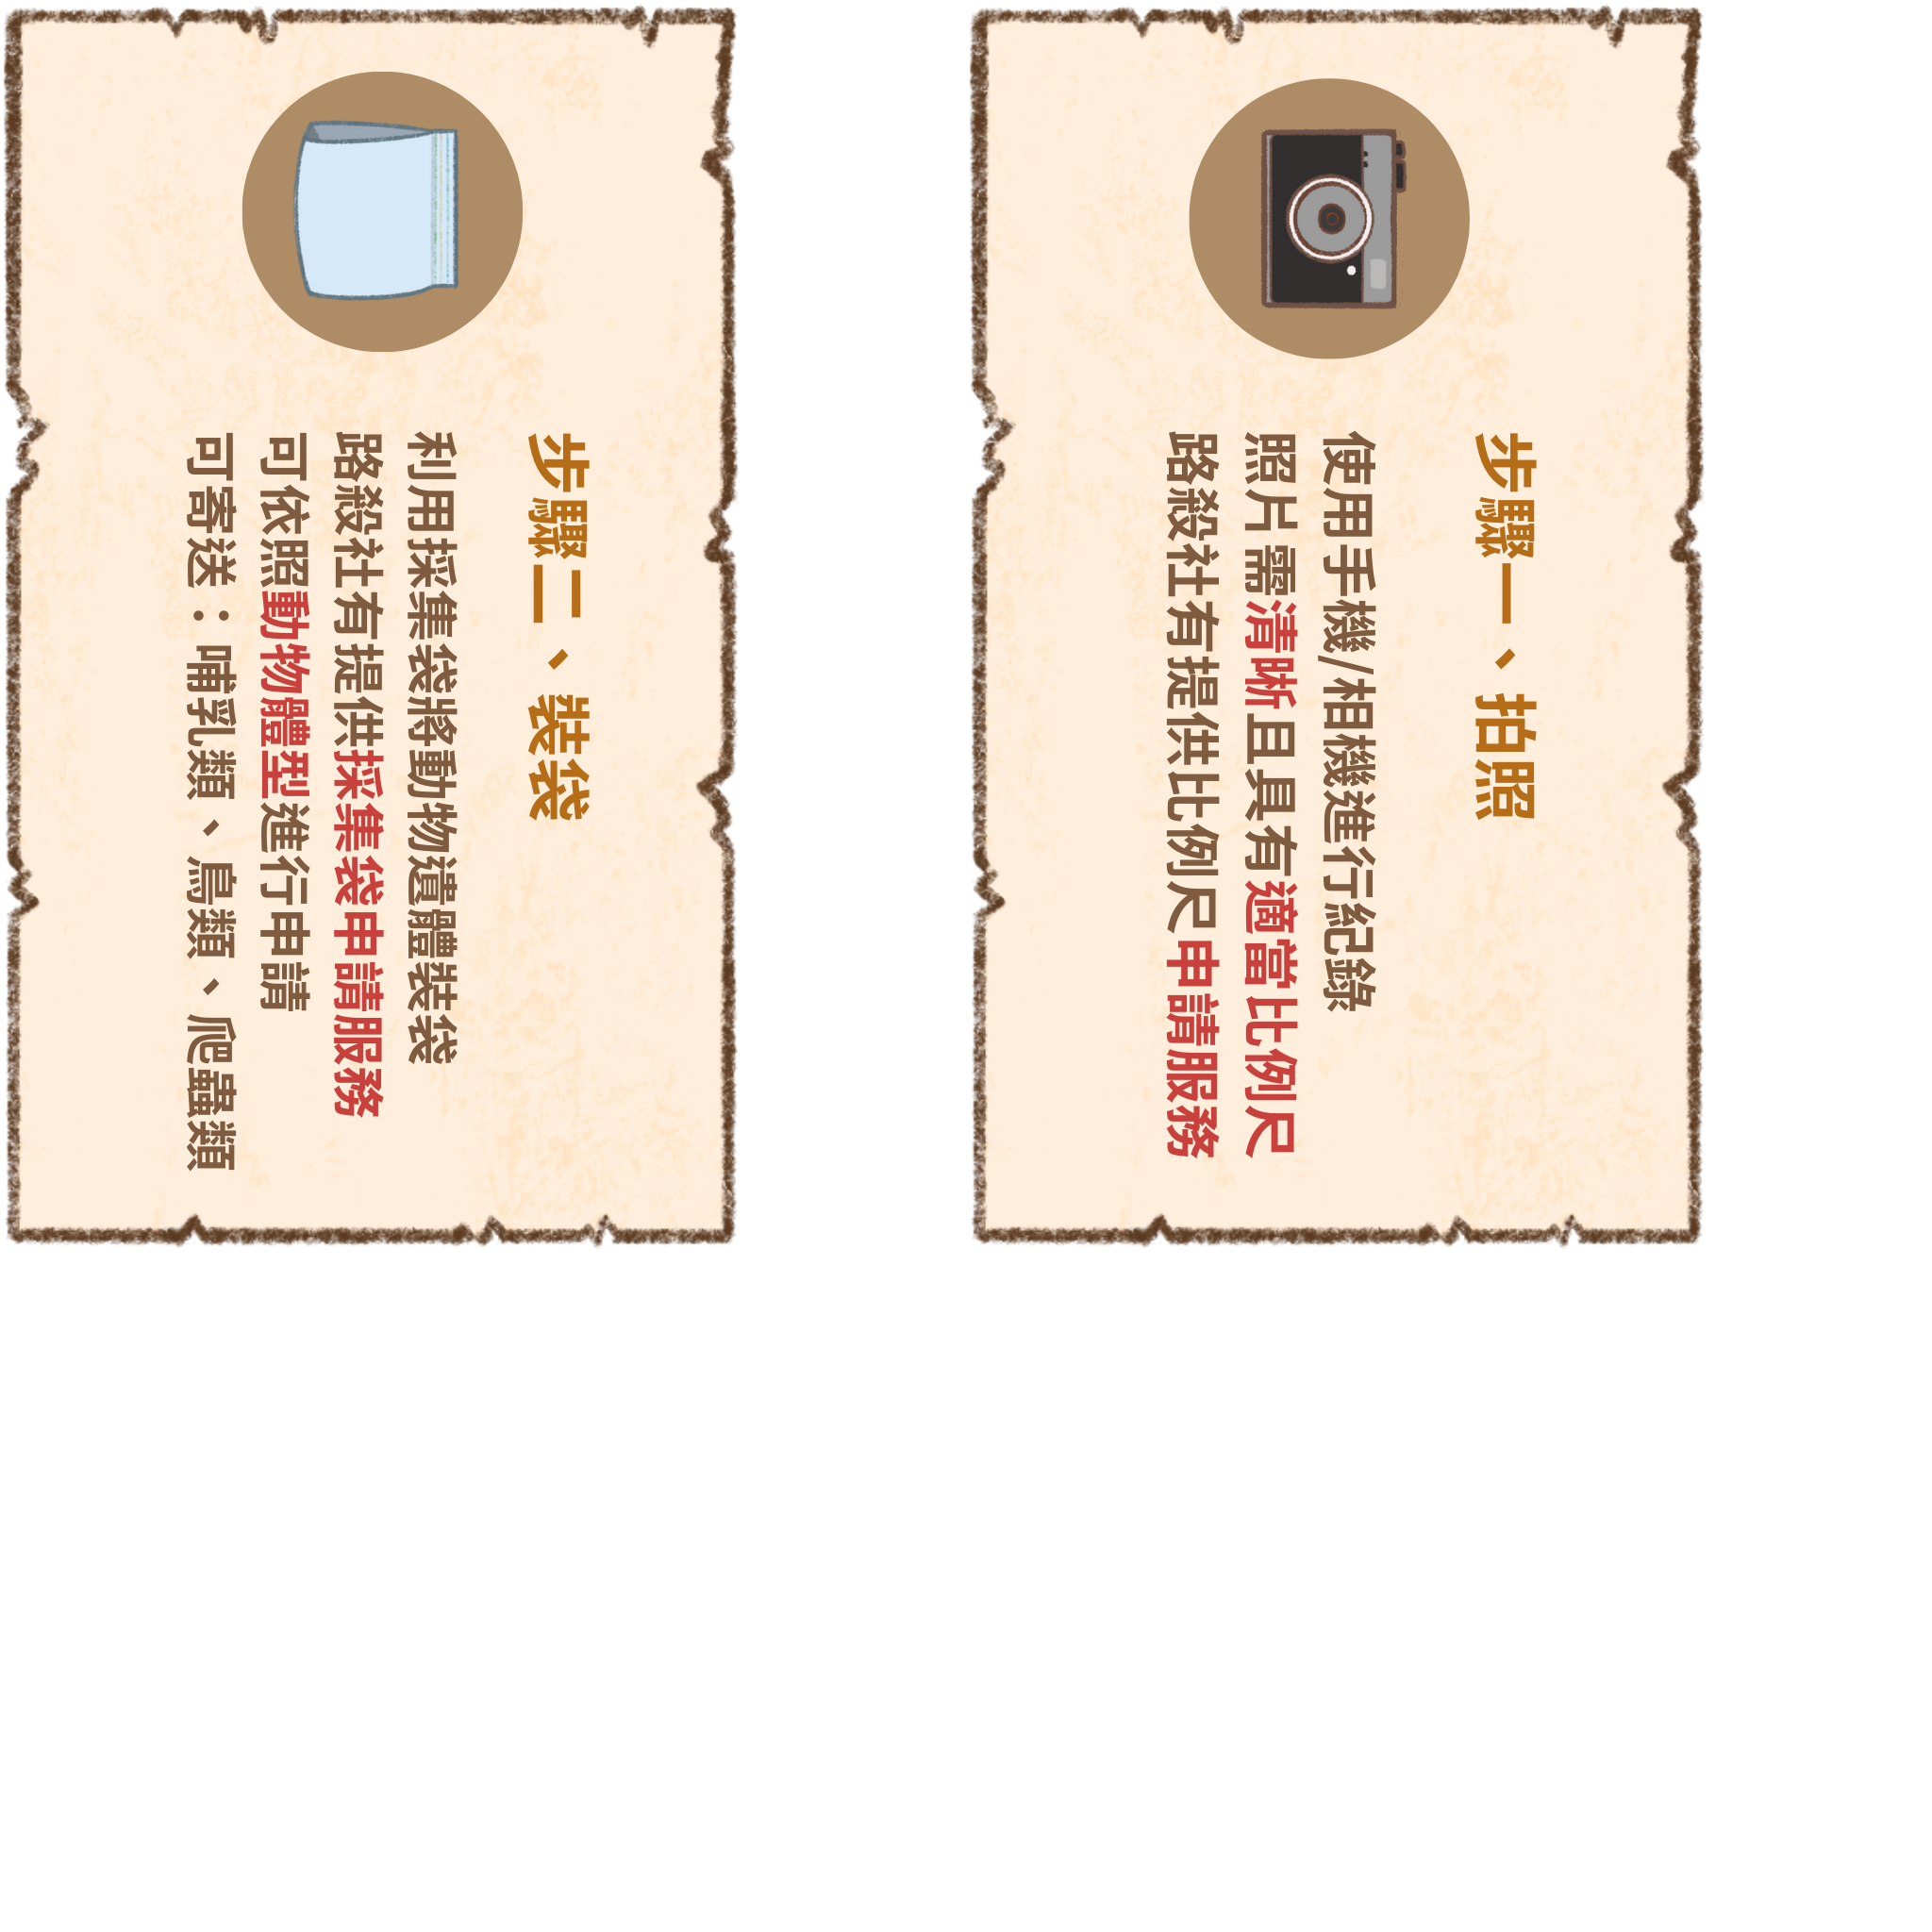 步驟一、拍照
使用手機/相機進行紀錄
照片需清晰且具有適當比例尺
路殺社有提供比例尺申請服務
步驟二、裝袋
利用採集袋將動物遺體裝袋
路殺社有提供採集袋申請服務
可依照動物體型進行申請
可寄送：哺乳類、鳥類、爬蟲類